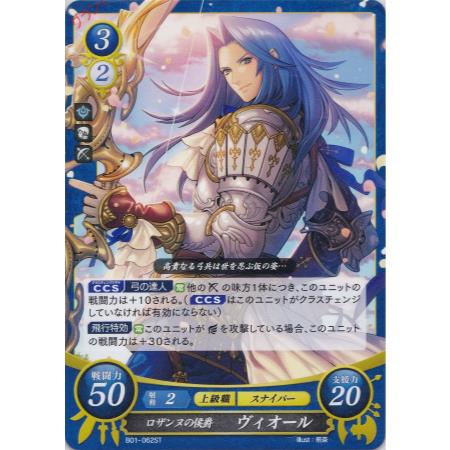 3
2
高貴なる弓兵は世を忍ぶ仮の姿…
CCS 弓の達人 常 他の の味方1体につき、このユニットの
戦闘力は+10される。( CCS はこのユニットがクラスチェンジ
していなければ有効にならない)
飛行特効 常 このユニットが を攻撃している場合、このユニットの
戦闘力は+30される。
戦闘力
50
射程 2
上級職
スナイパー
支援力
20
ロザンヌの侯爵 ヴィオール
B01-062ST